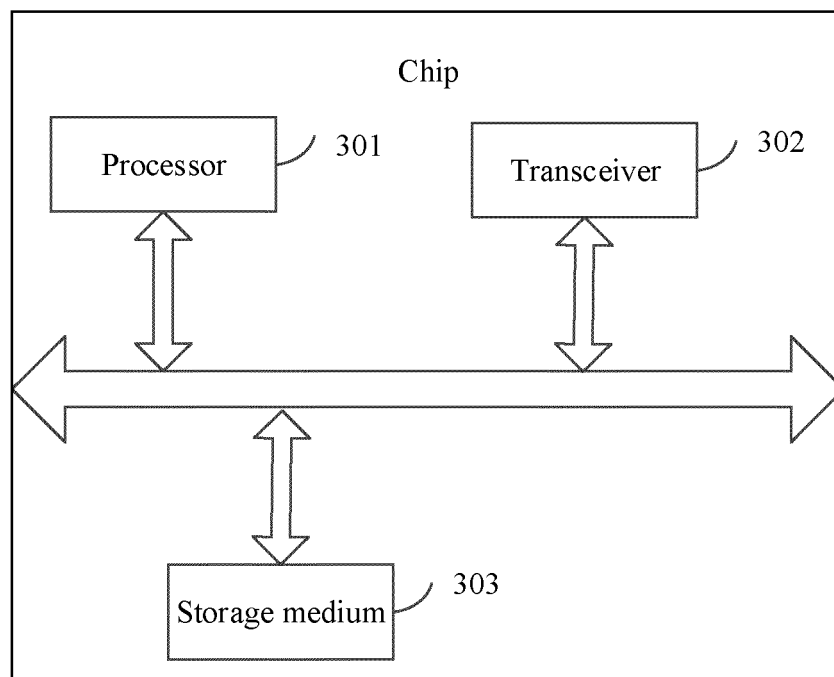 Chip
Processor
301
Transceiver
302
Storage medium
303